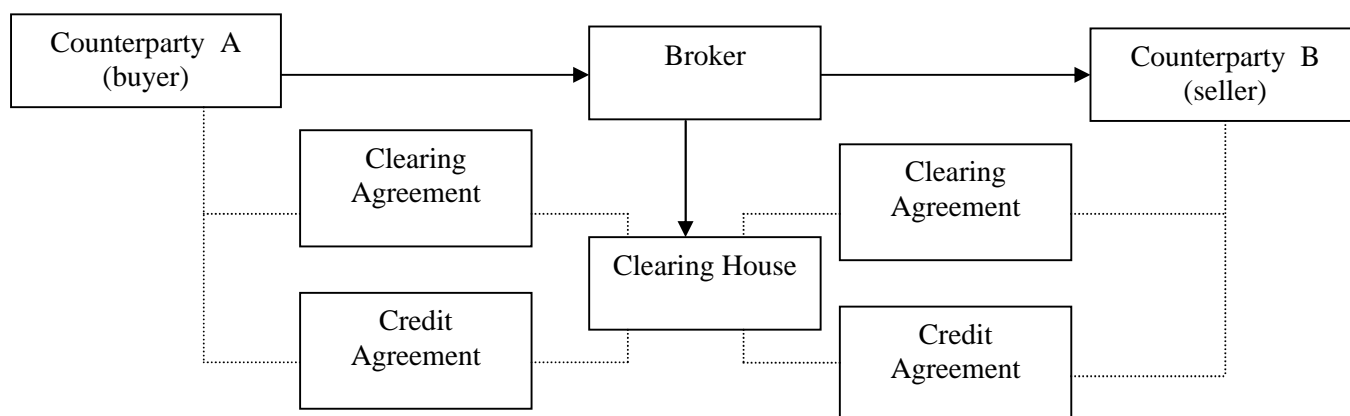 Counterparty A
(buyer)
Broker
Counterparty B
(seller)
Clearing
Agreement
Clearing
Agreement
Clearing House
Credit
Agreement
Credit
Agreement